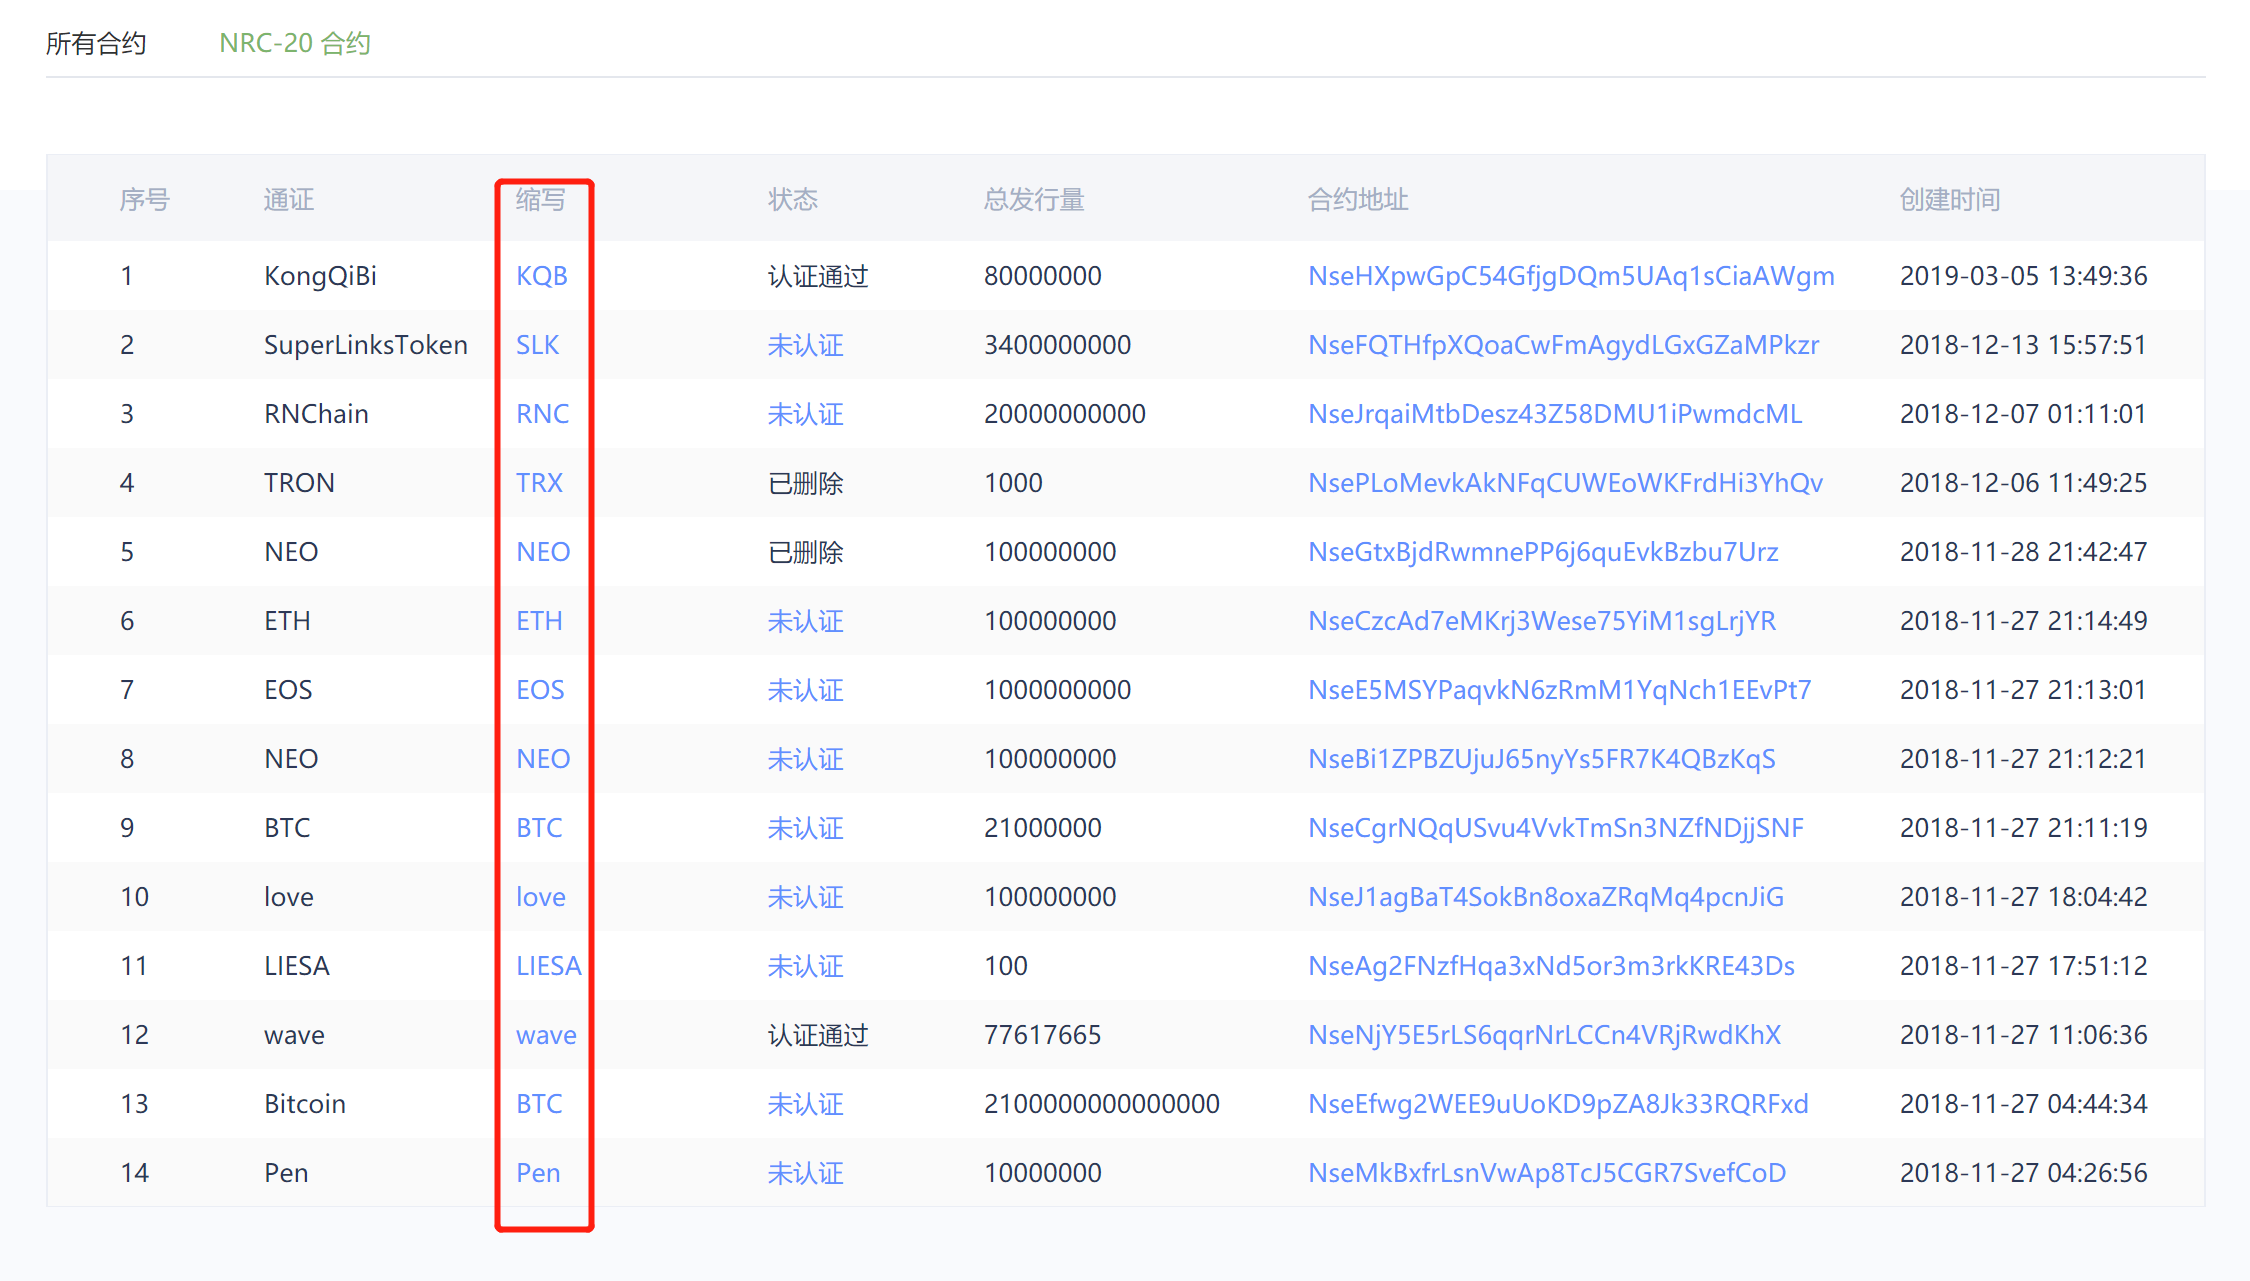 所有合约 NRC-20 合约
序号 通证 缩写 状态 总发行量 合约地址 创建时间
1 KongQiBi KQB 认证通过 80000000 NseHXpwGpC54GfjgDQm5UAq1sCiaAWgm 2019-03-05 13:49:36
2 SuperLinksToken SLK 未认证 3400000000 NseFQTHfpXQoaCwFmAgydLGxGZaMPkzr 2018-12-13 15:57:51
3 RNChain RNC 未认证 20000000000 NseJrqaiMtbDesz43Z58DMU1iPwmdcML 2018-12-07 01:11:01
4 TRON TRX 已删除 1000 NsePLoMevkAkNFqCUWEoWKFrdHi3YhQv 2018-12-06 11:49:25
5 NEO NEO 已删除 100000000 NseGtxBjdRwmnePP6j6quEvkBzbu7Urz 2018-11-28 21:42:47
6 ETH ETH 未认证 100000000 NseCzcAd7eMKrj3Wese75YiM1sgLrjYR 2018-11-27 21:14:49
7 EOS EOS 未认证 1000000000 NseE5MSYPaqvkN6zRmM1YqNch1EEvPt7 2018-11-27 21:13:01
8 NEO NEO 未认证 100000000 NseBi1ZPBZUjuJ65nyYs5FR7K4QBzKqS 2018-11-27 21:12:21
9 BTC BTC 未认证 21000000 NseCgrNQqUSvu4VvkTmSn3NZfNDjjSNF 2018-11-27 21:11:19
10 love love 未认证 100000000 NseJ1agBaT4SokBn8oxaZRqMq4pcnJiG 2018-11-27 18:04:42
11 LIESA LIESA 未认证 100 NseAg2FNzfHqa3xNd5or3m3rkKRE43Ds 2018-11-27 17:51:12
12 wave wave 认证通过 77617665 NseNjY5E5rLS6qqrNrLCCn4VRjRwdKhX 2018-11-27 11:06:36
13 Bitcoin BTC 未认证 2100000000000000 NseEfwg2WEE9uUoKD9pZA8Jk33RQRFxd 2018-11-27 04:44:34
14 Pen Pen 未认证 10000000 NseMkBxfrLsnVwAp8TcJ5CGR7SvefCoD 2018-11-27 04:26:56